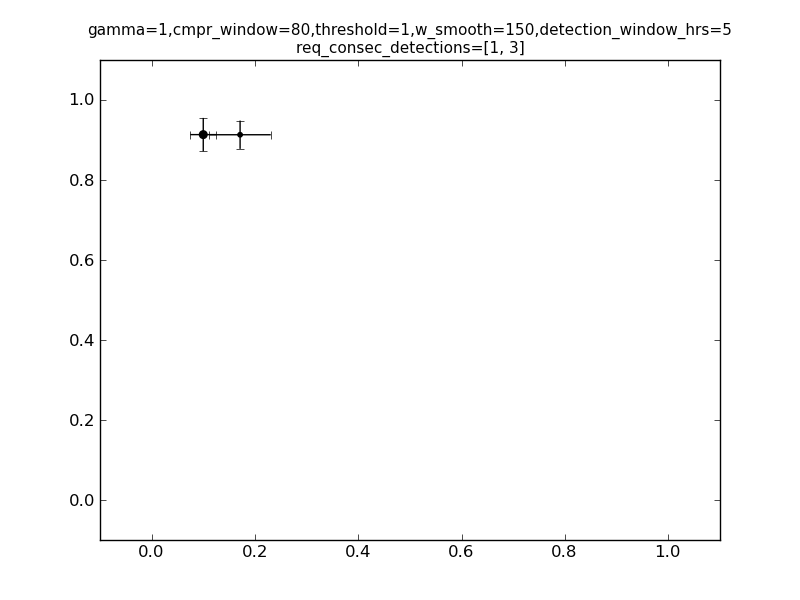 gamma=1,cmpr_window=80,threshold=1,w_smooth=150,detection_window_hrs=5
req_consec_detections=[1, 3]
1.0
0.8
0.6
0.4
0.2
0.0
0.0 0.2 0.4 0.6 0.8 1.0